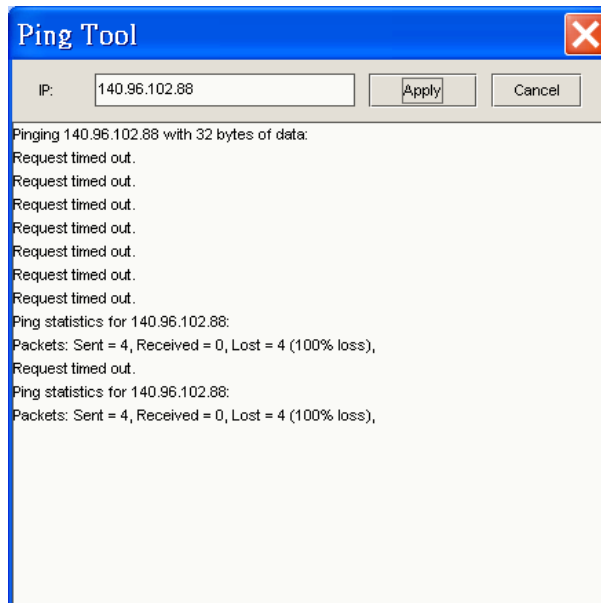 Ping Tool
IP: 140.96.102.88 Apply Cancel
Pinging 140.96.102.88 with 32 bytes of data:
Request timed out.
Request timed out.
Request timed out.
Request timed out.
Request timed out.
Request timed out.
Request timed out.
Ping statistics for 140.96.102.88:
Packets: Sent = 4, Received = 0, Lost = 4 (100% loss),
Request timed out.
Ping statistics for 140.96.102.88:
Packets: Sent = 4, Received = 0, Lost = 4 (100% loss),